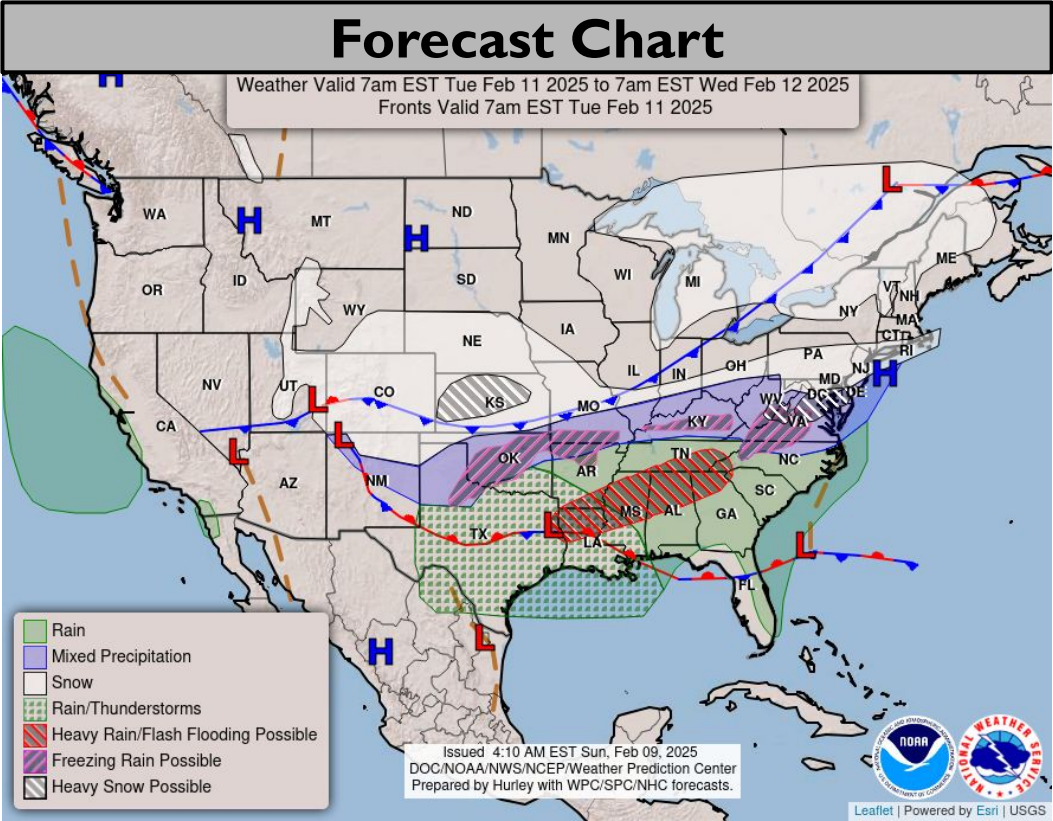 Forecast Chart
Weather Valid 7am EST Tue Feb 11 2025 to 7am EST Wed Feb 12 2025
Fronts Valid 7am EST Tue Feb 11 2025
H
L
WA
H
MT
H
ND
MN
ME
OR
ID
SD
WI
MI
VT
NH
WY
NY
MA
IA
CT
RI
NE
PA
NV
UT
CO
IL
IN
OH
NJ
H
MD
DE
L
KS
MO
WV
DC
CA
L
L
KY
VA
OK
TN
NC
AZ
NM
AR
SC
MS
AL
GA
TX
L
LA
L
FL
H
L
Rain
Mixed Precipitation
Snow
Rain/Thunderstorms
Heavy Rain/Flash Flooding Possible
Freezing Rain Possible
Heavy Snow Possible
Issued 4:10 AM EST Sun, Feb 09, 2025
DOC/NOAA/NWS/NCEP/Weather Prediction Center
Prepared by Hurley with WPC/SPC/NHC forecasts.
NOAA
NATIONAL WEATHER SERVICE
Leaflet | Powered by Esri | USGS